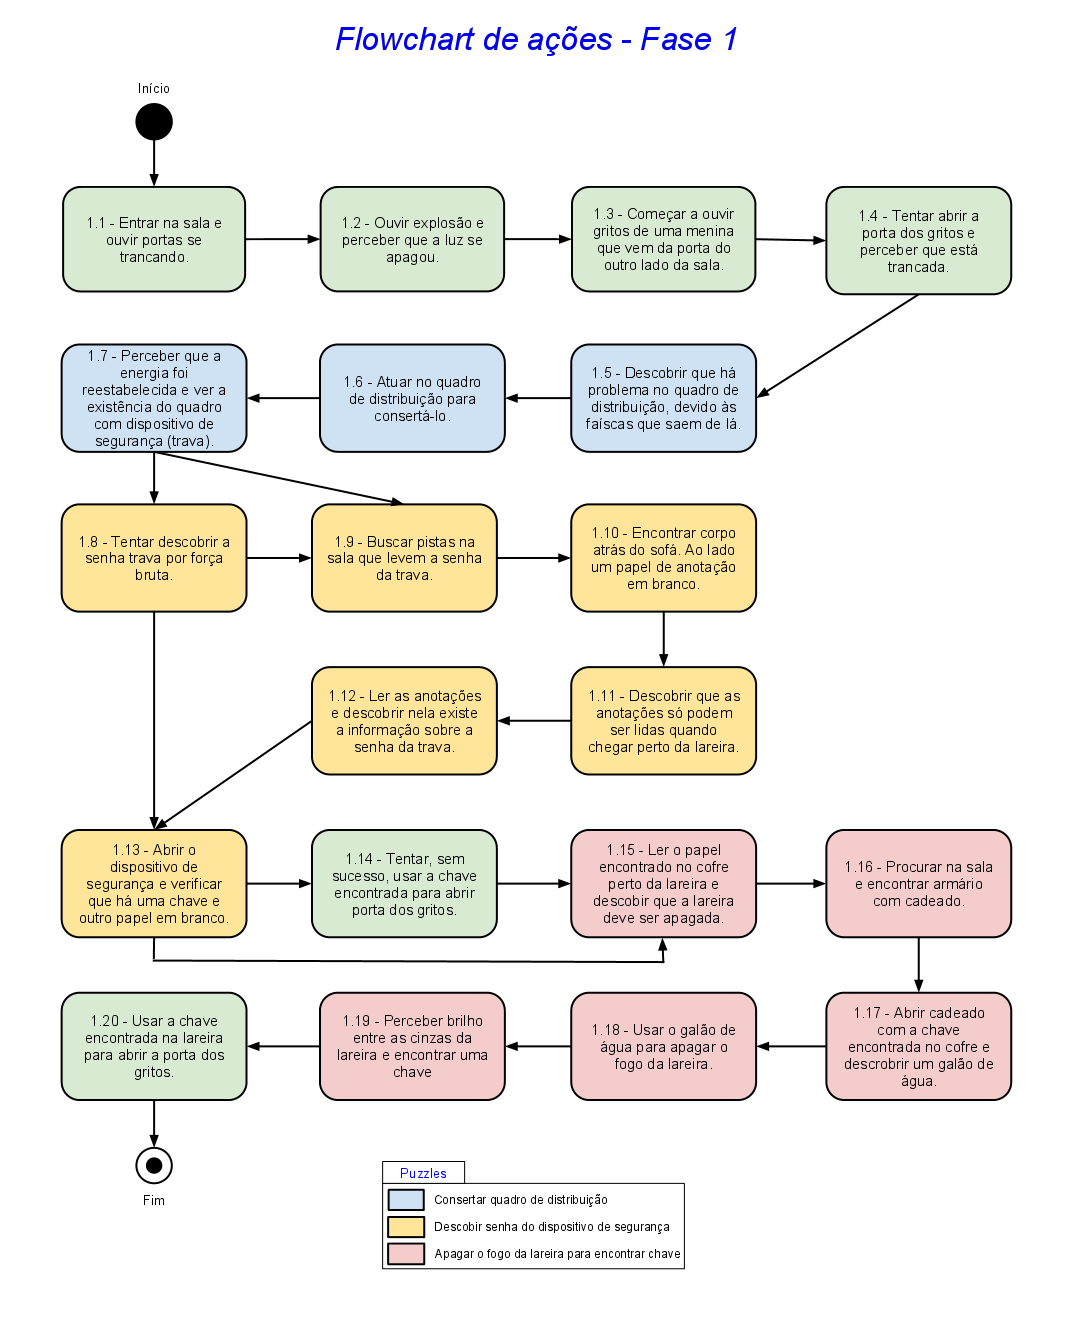 Flowchart de ações - Fase 1
Início
1.1 - Entrar na sala e
ouvir portas se
trancando.
1.2 - Ouvir explosão e
perceber que a luz se
apagou.
1.3 - Começar a ouvir
gritos de uma menina
que vem da porta do
outro lado da sala.
1.4 - Tentar abrir a
porta dos gritos e
perceber que está
trancada.
1.7 - Perceber que a
energia foi
reestabelecida e ver a
existência do quadro
com dispositivo de
segurança (trava).
1.6 - Atuar no quadro
de distribuição para
consertá-lo.
1.5 - Descobrir que há
problema no quadro de
distribuição, devido às
faíscas que saem de lá.
1.8 - Tentar descobrir a
senha trava por força
bruta.
1.9 - Buscar pistas na
sala que levem a senha
da trava.
1.10 - Encontrar corpo
atrás do sofá. Ao lado
um papel de anotação
em branco.
1.12 - Ler as anotações
e descobrir nela existe
a informação sobre a
senha da trava.
1.11 - Descobrir que as
anotações só podem
ser lidas quando
chegar perto da lareira.
1.13 - Abrir o
dispositivo de
segurança e verificar
que há uma chave e
outro papel em branco.
1.14 - Tentar, sem
sucesso, usar a chave
encontrada para abrir
porta dos gritos.
1.15 - Ler o papel
encontrado no cofre
perto da lareira e
descobir que a lareira
deve ser apagada.
1.16 - Procurar na sala
e encontrar armário
com cadeado.
1.20 - Usar a chave
encontrada na lareira
para abrir a porta dos
gritos.
1.19 - Perceber brilho
entre as cinzas da
lareira e encontrar uma
chave
1.18 - Usar o galão de
água para apagar o
fogo da lareira.
1.17 - Abrir cadeado
com a chave
encontrada no cofre e
descrobrir um galão de
água.
Fim
Puzzles
Consertar quadro de distribuição
Descobir senha do dispositivo de segurança
Apagar o fogo da lareira para encontrar chave